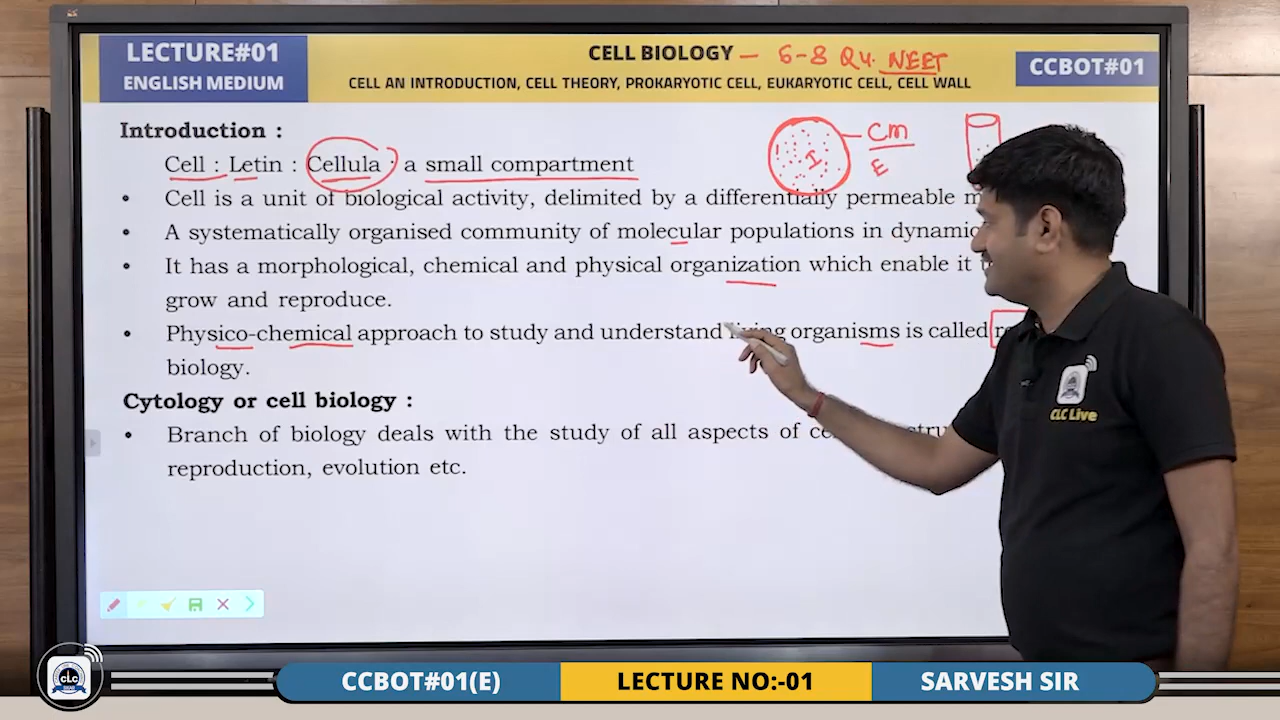 LECTURE#01
ENGLISH MEDIUM
CELL BIOLOGY – 6-8 Qu. NEET
CELL AN INTRODUCTION, CELL THEORY, PROKARYOTIC CELL, EUKARYOTIC CELL, CELL WALL
CCBOT#01
Introduction :
Cell : Letin : Cellula : a small compartment
CM
E
I
• Cell is a unit of biological activity, delimited by a differentially permeable
• A systematically organised community of molecular populations in dynamic
• It has a morphological, chemical and physical organization which enable it
grow and reproduce.
• Physico-chemical approach to study and understand living organisms is called
biology.
Cytology or cell biology :
• Branch of biology deals with the study of all aspects of
reproduction, evolution etc.
CLC Live
CLC
SIKAR
CCBOT#01(E)
LECTURE NO:-01
SARVESH SIR